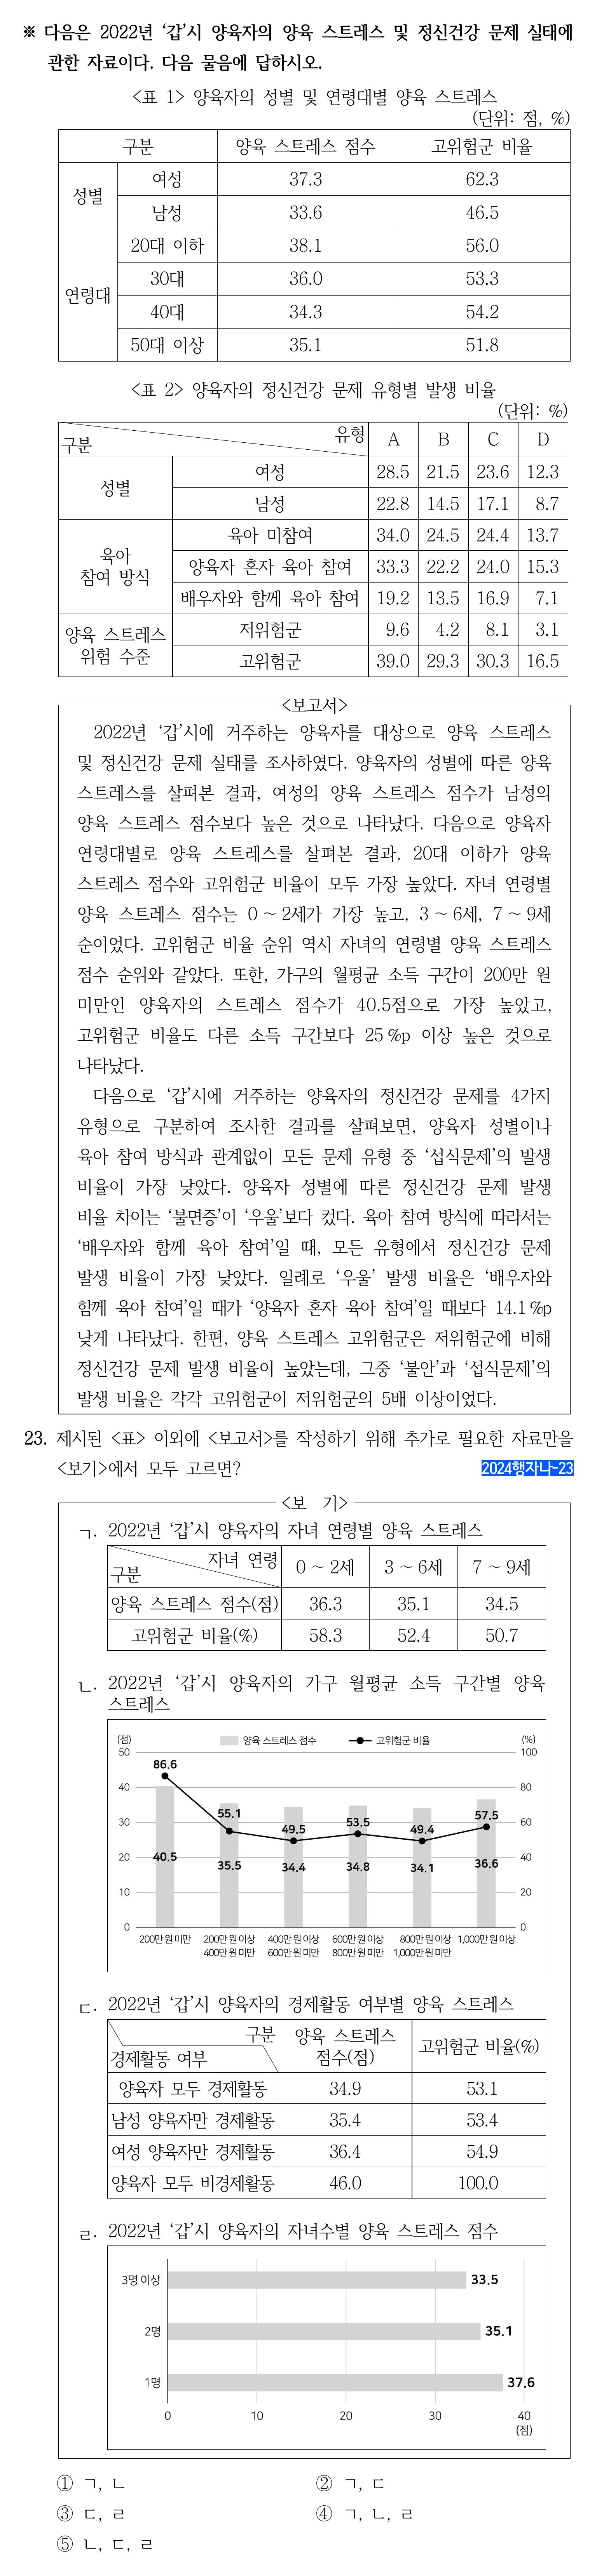 ※ 다음은 2022년 ‘갑’시 양육자의 양육 스트레스 및 정신건강 문제 실태에
관한 자료이다. 다음 물음에 답하시오.
<표 1> 양육자의 성별 및 연령대별 양육 스트레스
(단위: 점, %)
구분 양육 스트레스 점수 고위험군 비율
성별 여성 37.3 62.3
남성 33.6 46.5
연령대 20대 이하 38.1 56.0
30대 36.0 53.3
40대 34.3 54.2
50대 이상 35.1 51.8
<표 2> 양육자의 정신건강 문제 유형별 발생 비율
(단위: %)
구분 유형 A B C D
성별 여성 28.5 21.5 23.6 12.3
남성 22.8 14.5 17.1 8.7
육아 참여 방식 육아 미참여 34.0 24.5 24.4 13.7
양육자 혼자 육아 참여 33.3 22.2 24.0 15.3
배우자와 함께 육아 참여 19.2 13.5 16.9 7.1
양육 스트레스 위험 수준 저위험군 9.6 4.2 8.1 3.1
고위험군 39.0 29.3 30.3 16.5
<보고서>
2022년 ‘갑’시에 거주하는 양육자를 대상으로 양육 스트레스
및 정신건강 문제 실태를 조사하였다. 양육자의 성별에 따른 양육
스트레스를 살펴본 결과, 여성의 양육 스트레스 점수가 남성의
양육 스트레스 점수보다 높은 것으로 나타났다. 다음으로 양육자
연령대별로 양육 스트레스를 살펴본 결과, 20대 이하가 양육
스트레스 점수와 고위험군 비율이 모두 가장 높았다. 자녀 연령별
양육 스트레스 점수는 0 ~ 2세가 가장 높고, 3 ~ 6세, 7 ~ 9세
순이었다. 고위험군 비율 순위 역시 자녀의 연령별 양육 스트레스
점수 순위와 같았다. 또한, 가구의 월평균 소득 구간이 200만 원
미만인 양육자의 스트레스 점수가 40.5점으로 가장 높았고,
고위험군 비율도 다른 소득 구간보다 25 %p 이상 높은 것으로
나타났다.
다음으로 ‘갑’시에 거주하는 양육자의 정신건강 문제를 4가지
유형으로 구분하여 조사한 결과를 살펴보면, 양육자 성별이나
육아 참여 방식과 관계없이 모든 문제 유형 중 ‘섭식문제’의 발생
비율이 가장 낮았다. 양육자 성별에 따른 정신건강 문제 발생
비율 차이는 ‘불면증’이 ‘우울’보다 컸다. 육아 참여 방식에 따라서는
‘배우자와 함께 육아 참여’일 때, 모든 유형에서 정신건강 문제
발생 비율이 가장 낮았다. 일례로 ‘우울’ 발생 비율은 ‘배우자와
함께 육아 참여’일 때가 ‘양육자 혼자 육아 참여’일 때보다 14.1 %p
낮게 나타났다. 한편, 양육 스트레스 고위험군은 저위험군에 비해
정신건강 문제 발생 비율이 높았는데, 그중 ‘불안’과 ‘섭식문제’의
발생 비율은 각각 고위험군이 저위험군의 5배 이상이었다.
23. 제시된 <표> 이외에 <보고서>를 작성하기 위해 추가로 필요한 자료만을
<보기>에서 모두 고르면?
2024행자나-23
<보 기>
ㄱ. 2022년 ‘갑’시 양육자의 자녀 연령별 양육 스트레스
구분 자녀 연령 0 ~ 2세 3 ~ 6세 7 ~ 9세
양육 스트레스 점수(점) 36.3 35.1 34.5
고위험군 비율(%) 58.3 52.4 50.7
ㄴ. 2022년 ‘갑’시 양육자의 가구 월평균 소득 구간별 양육
스트레스
(점) 양육 스트레스 점수 고위험군 비율 (%)
50 100
40 80
30 60
20 40
10 20
0 0
86.6 55.1 49.5 53.5 49.4 57.5
40.5 35.5 34.4 34.8 34.1 36.6
200만 원 미만 200만 원 이상 400만 원 이상 600만 원 이상 800만 원 이상 1,000만 원 이상
400만 원 미만 600만 원 미만 800만 원 미만 1,000만 원 미만
ㄷ. 2022년 ‘갑’시 양육자의 경제활동 여부별 양육 스트레스
경제활동 여부 구분 양육 스트레스 점수(점) 고위험군 비율(%)
양육자 모두 경제활동 34.9 53.1
남성 양육자만 경제활동 35.4 53.4
여성 양육자만 경제활동 36.4 54.9
양육자 모두 비경제활동 46.0 100.0
ㄹ. 2022년 ‘갑’시 양육자의 자녀수별 양육 스트레스 점수
3명 이상 33.5
2명 35.1
1명 37.6
0 10 20 30 40
(점)
① ㄱ, ㄴ ② ㄱ, ㄷ
③ ㄷ, ㄹ ④ ㄱ, ㄴ, ㄹ
⑤ ㄴ, ㄷ, ㄹ